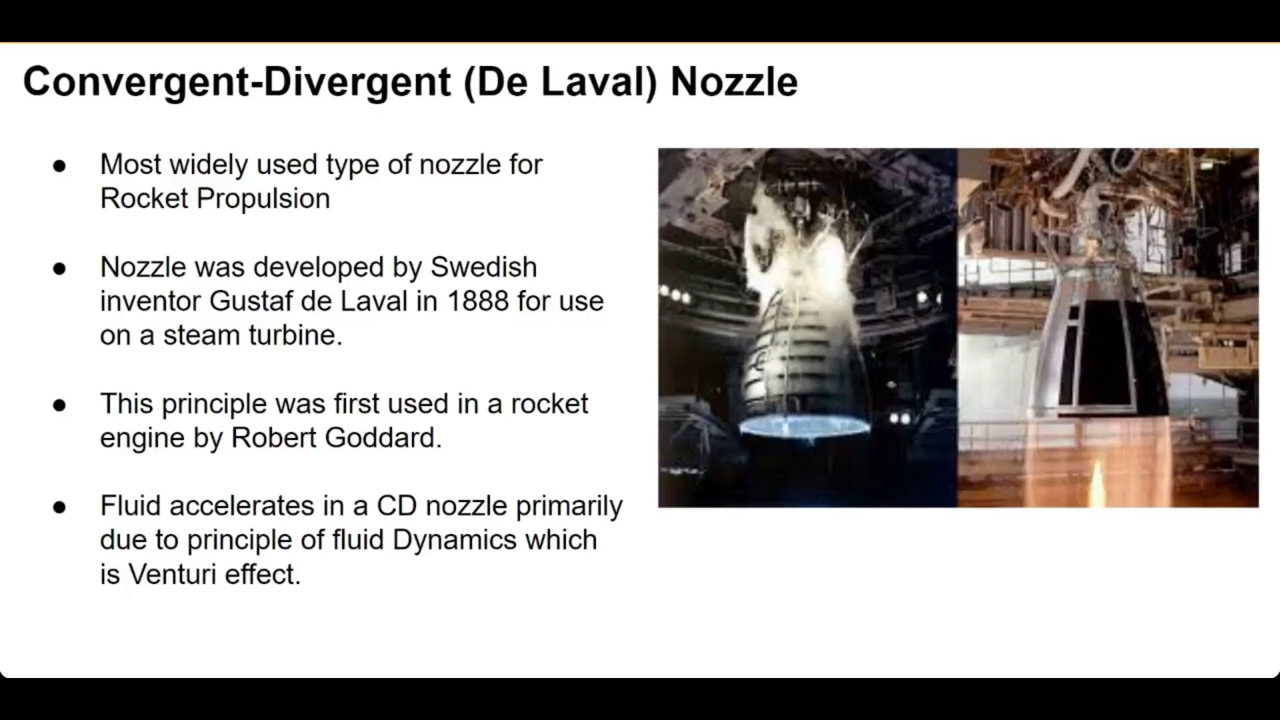 Convergent-Divergent (De Laval) Nozzle
● Most widely used type of nozzle for
Rocket Propulsion
● Nozzle was developed by Swedish
inventor Gustaf de Laval in 1888 for use
on a steam turbine.
● This principle was first used in a rocket
engine by Robert Goddard.
● Fluid accelerates in a CD nozzle primarily
due to principle of fluid Dynamics which
is Venturi effect.